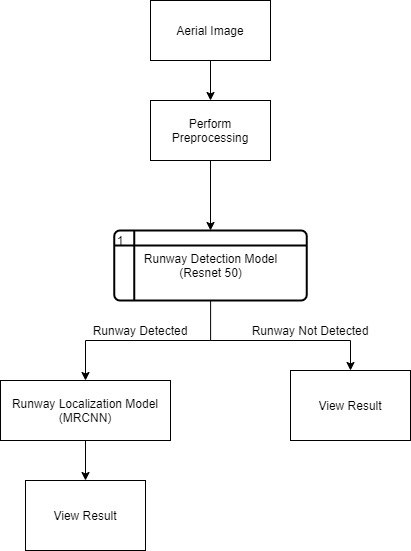 Aerial Image
Perform
Preprocessing
1
Runway Detection Model
(Resnet 50)
Runway Detected
Runway Not Detected
Runway Localization Model
(MRCNN)
View Result
View Result